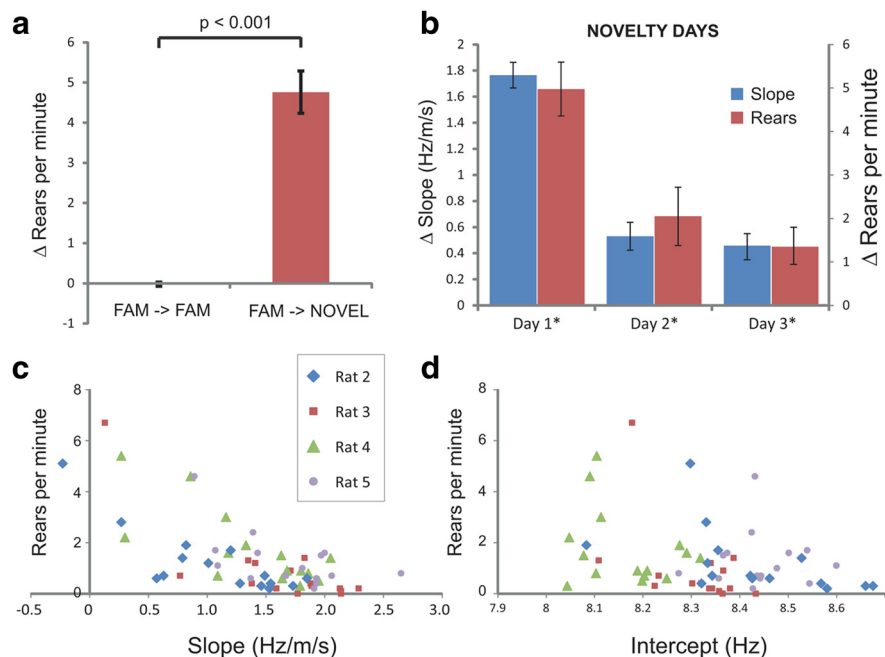 a
p < 0.001
Δ Rears per minute
6
5
4
3
2
1
0
-1
FAM -> FAM
FAM -> NOVEL
b
NOVELTY DAYS
Δ Slope (Hz/m/s)
2
1.8
1.6
1.4
1.2
1
0.8
0.6
0.4
0.2
0
Slope
Rears
6
5
4
3
2
1
0
Δ Rears per minute
Day 1*
Day 2*
Day 3*
c
Rears per minute
8
6
4
2
0
-0.5
0
0.5
1.0
1.5
2.0
2.5
3.0
Slope (Hz/m/s)
Rat 2
Rat 3
Rat 4
Rat 5
d
Rears per minute
8
6
4
2
0
7.9
8.1
8.2
8.3
8.4
8.5
8.6
Intercept (Hz)